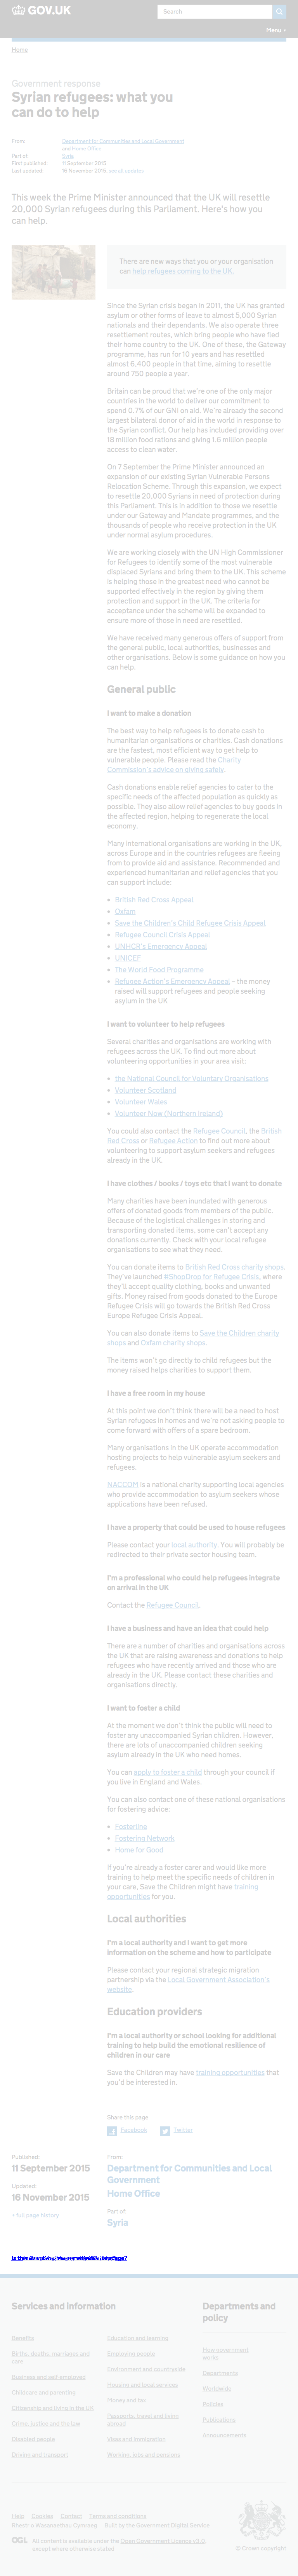 GOV.UK
Search
Menu
Home
Government response
Syrian refugees: what you
can do to help
From:
Department for Communities and Local Government
and Home Office
Part of:
Syria
First published:
11 September 2015
Last updated:
16 November 2015, see all updates
This week the Prime Minister announced that the UK will resettle
20,000 Syrian refugees during this Parliament. Here's how you
can help.
There are new ways that you or your organisation
can help refugees coming to the UK.
Since the Syrian crisis began in 2011, the UK has granted
asylum or other forms of lease to almost 5,000 Syrian
nationals and their dependants. We also operate
resettlement routes to the UK for those who have fled
their home country to the UK. One of these, the Gateway
programme, has run for 10 years and has resettled
almost 6,400 people in that time, aiming to resettle
around 750 people a year.
Britain can be proud that we're one of the only major
countries in the world to deliver our commitment to
spend 0.7% of our GNI on aid. We're already the second
largest bilateral donor in the world in response to the
Syrian conflict. Our help has included providing over
18 million food rations and giving 1.6 million people
access to clean water.
On 7 September the Prime Minister announced an
expansion of our existing Syrian Vulnerable Persons
Relocation Scheme. Through this expansion, we expect
to resettle 20,000 Syrians in need of protection during
this Parliament. This is in addition to those we resettle
under our Gateway and Mandate programmes, and the
thousands of people who receive protection in the UK
under normal asylum procedures.
We are working closely with the UN High Commissioner
for Refugees to identify some of the most vulnerable
displaced Syrians and bring them to the UK. This scheme
is helping those in the greatest need who cannot be
supported effectively in the region by giving them
protection and support in the UK. The criteria for
acceptance under the scheme will be expanded to
ensure more of those in need are resettled.
We have received many generous offers of support from
the general public, local authorities, businesses and
other organisations. Below is some guidance on how you
can help.
General public
I want to make a donation
The best way to help refugees is to donate cash to
humanitarian organisations or charities. Cash donations
are the fastest, most efficient way to get help to
vulnerable people. Please read the Charity
Commission's advice on giving safely.
Cash donations enable relief agencies to cater to the
specific needs of the affected population as quickly as
possible. They also allow relief agencies to buy goods in
the affected region, which helps to regenerate the local
economy.
Many international organisations are working in the UK,
across Europe and on the borders of areas affected by
conflict to provide life-saving aid and assistance, and
help those impacted. International organisations and
relief agencies you can support include:
British Red Cross Appeal
Oxfam
Save the Children's Child Refugee Crisis Appeal
Refugee Council Crisis Appeal
UNHCR's Emergency Appeal
UNICEF
The World Food Programme
Refugee Action's Emergency Appeal – the money
raised will support refugees and people seeking
asylum in the UK
I want to volunteer to help refugees
Several charities and organisations are working with
refugees across the UK. To find out more about
volunteering in your area visit:
the National Council for Voluntary Organisations
Volunteer Scotland
Volunteer Wales
Volunteer Now (Northern Ireland)
You could also contact the Refugee Council, the British
Red Cross or Refugee Action to find out more about
volunteering to support asylum seekers and refugees
already in the UK.
I have clothes / books / toys etc that I want to donate
Many charities have been inundated with generous
offers of donated goods from members of the public.
Because of the logistical challenges involved in storing
and transporting donated items, some can't accept any
donations currently. Check with your local refugee
organisations to see what they need.
You can donate items to British Red Cross charity shops.
They've launched #ShopDrop for Refugee Crisis, where
they'll accept quality clothing and unwanted blankets
and gifts. Money raised from goods donated to the Europe
Refugee Crisis will go towards the British Red Cross
Europe Refugee Crisis Appeal.
You can also donate items to Save the Children charity
shops and Oxfam charity shops.
The items won't go directly to child refugees but the
money raised helps charities to support them.
I have a free room in my house
At this point we don't think there will be a need to host
Syrian refugees in homes and we're not asking people to
come forward with offers of a spare bedroom.
Many organisations in the UK operate accommodation
hosting projects to help vulnerable asylum seekers and
refugees.
NACCOM is a national charity supporting local agencies
who provide accommodation to asylum seekers whose
applications have been refused.
I have a property that could be used to house refugees
Please contact your local authority. You will probably be
redirected to their private sector housing team.
I'm a professional who could help refugees integrate
on arrival in the UK
Contact the Refugee Council.
I have a business and have an idea that could help
There are a number of charities and organisations
already working closely with refugees and asylum
seekers who have recently arrived and those who are
already in the UK. Please contact these charities and
organisations directly.
I want to foster a child
At the moment we don't think the public will need to
foster any unaccompanied Syrian children. However,
there are lots of unaccompanied children seeking
asylum in the UK who need homes.
You can apply to foster a child through your council if
you live in England and Wales.
You can also contact one of these national organisations
for fostering advice:
Fosterline
Fostering Network
Home for Good
If you're already a foster carer and would like more
training to help meet the specific needs of children in
your care, Save the Children might have training
opportunities for you.
Local authorities
I'm a local authority and I want to get more
information on the scheme and how to participate
Please contact your regional strategic migration
partnership via the Local Government Association's
website.
Education providers
I'm a local authority or school looking for additional
training to help build the emotional resilience of
children in our care
Save the Children may have training opportunities that
you'd be interested in.
Share this page
Facebook
Twitter
Published:
11 September 2015
Updated:
16 November 2015
+ full page history
From:
Department for Communities and Local
Government
Home Office
Part of:
Syria
Services and information
Benefits
Births, deaths, marriages and
care
Business and self-employed
Childcare and parenting
Citizenship and living in the UK
Crime, justice and the law
Disabled people
Driving and transport
Education and learning
Employing people
Environment and countryside
Housing and local services
Money and tax
Passports, travel and living
abroad
Visas and immigration
Working, jobs and pensions
Departments and
policy
How government
works
Departments
Worldwide
Policies
Publications
Announcements
Help
Cookies
Contact
Terms and conditions
Rhestr o Wasanaethau Cymraeg
Built by the Government Digital Service
OGL
All content is available under the Open Government Licence v3.0,
except where otherwise stated
© Crown copyright